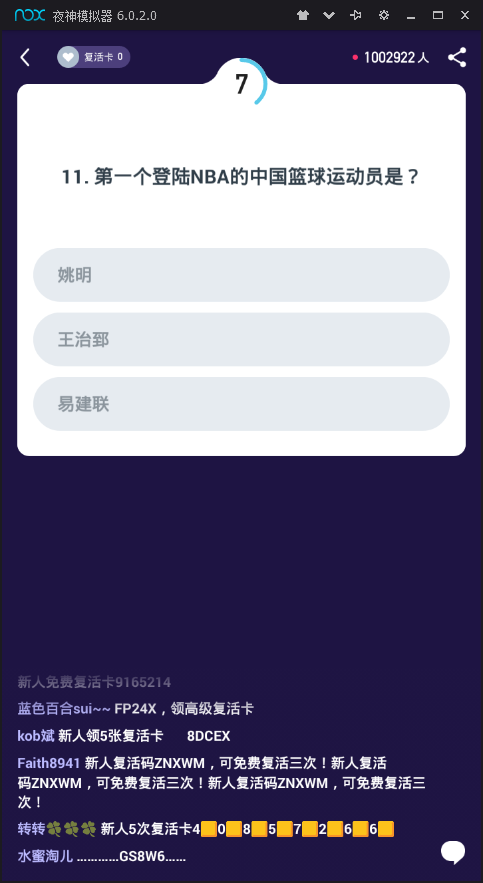 nox 夜神模拟器 6.0.2.0
复活卡 0
1002922 人
7
11. 第一个登陆NBA的中国篮球运动员是？
姚明
王治郅
易建联
新人免费复活卡9165214
蓝色百合sui~~ FP24X，领高级复活卡
kob斌 新人领5张复活卡 8DCEX
Faith8941 新人复活码ZNXWM，可免费复活三次！新人复活
码ZNXWM，可免费复活三次！新人复活码ZNXWM，可免费复活三
次！
转转🍀🍀🍀 新人5次复活卡4🟨0🟨8🟨5🟨7🟨2🟨6🟨6🟨
水蜜淘儿 …………GS8W6……